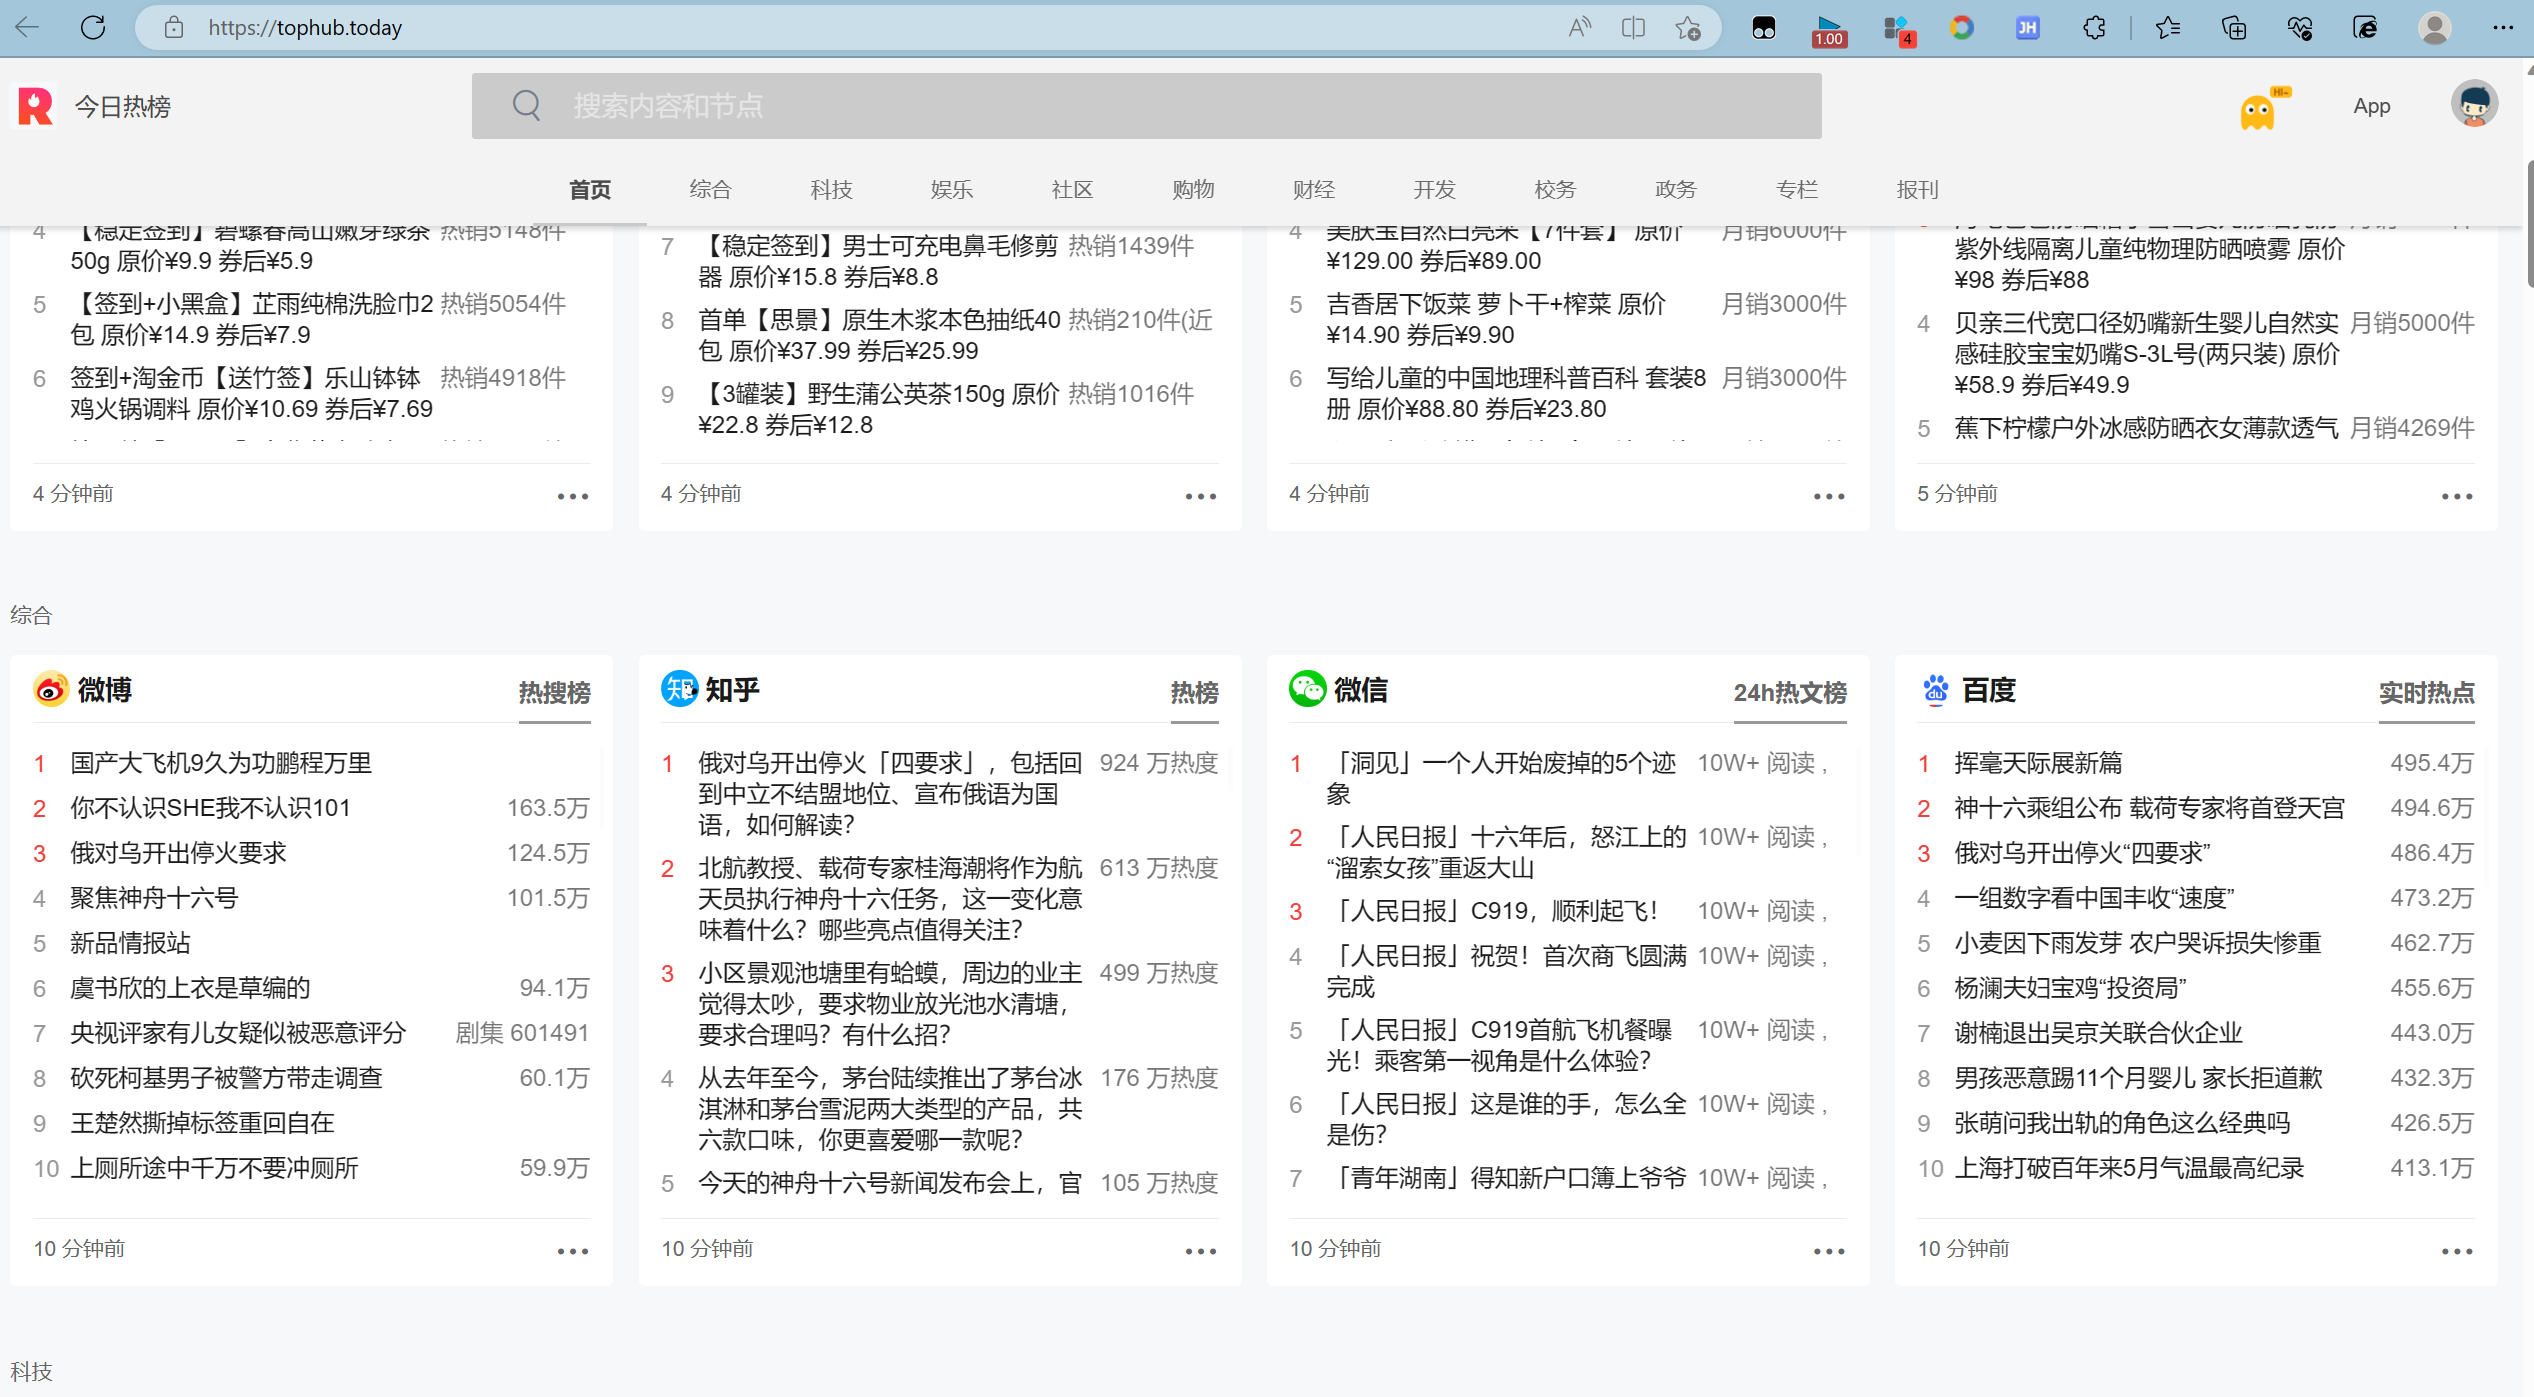 https://tophub.today
1.00
4
JH
今日热榜
搜索内容和节点
HI~
App
首页
综合
科技
娱乐
社区
购物
财经
开发
校务
政务
专栏
报刊
4
【稳定签到】碧螺春高山嫩芽绿茶 热销5148件
50g 原价¥9.9 券后¥5.9
5
【签到+小黑盒】芷雨纯棉洗脸巾2 热销5054件
包 原价¥14.9 券后¥7.9
6
签到+淘金币【送竹签】乐山钵钵 热销4918件
鸡火锅调料 原价¥10.69 券后¥7.69
4 分钟前
7
【稳定签到】男士可充电鼻毛修剪 热销1439件
器 原价¥15.8 券后¥8.8
8
首单【思景】原生木浆本色抽纸40 热销210件(近
包 原价¥37.99 券后¥25.99
9
【3罐装】野生蒲公英茶150g 原价 热销1016件
¥22.8 券后¥12.8
4 分钟前
4
美肤宝自然白亮采【7件套】 原价 月销6000件
¥129.00 券后¥89.00
5
吉香居下饭菜 萝卜干+榨菜 原价 月销3000件
¥14.90 券后¥9.90
6
写给儿童的中国地理科普百科 套装8 月销3000件
册 原价¥88.80 券后¥23.80
4 分钟前
紫外线隔离儿童纯物理防晒喷雾 原价
¥98 券后¥88
4
贝亲三代宽口径奶嘴新生婴儿自然实 月销5000件
感硅胶宝宝奶嘴S-3L号(两只装) 原价
¥58.9 券后¥49.9
5
蕉下柠檬户外冰感防晒衣女薄款透气 月销4269件
5 分钟前
综合
微博 热搜榜
1 国产大飞机9久为功鹏程万里
2 你不认识SHE我不认识101 163.5万
3 俄对乌开出停火要求 124.5万
4 聚焦神舟十六号 101.5万
5 新品情报站
6 虞书欣的上衣是草编的 94.1万
7 央视评家有儿女疑似被恶意评分 剧集 601491
8 砍死柯基男子被警方带走调查 60.1万
9 王楚然撕掉标签重回自在
10 上厕所途中千万不要冲厕所 59.9万
10 分钟前
知 知乎 热榜
1 俄对乌开出停火「四要求」，包括回 924 万热度
到中立不结盟地位、宣布俄语为国
语，如何解读？
2 北航教授、载荷专家桂海潮将作为航 613 万热度
天员执行神舟十六任务，这一变化意
味着什么？哪些亮点值得关注？
3 小区景观池塘里有蛤蟆，周边的业主 499 万热度
觉得太吵，要求物业放光池水清塘，
要求合理吗？有什么招？
4 从去年至今，茅台陆续推出了茅台冰 176 万热度
淇淋和茅台雪泥两大类型的产品，共
六款口味，你更喜爱哪一款呢？
5 今天的神舟十六号新闻发布会上，官 105 万热度
10 分钟前
微信 24h热文榜
1 「洞见」一个人开始废掉的5个迹 10W+ 阅读 ,
象
2 「人民日报」十六年后，怒江上的 10W+ 阅读 ,
“溜索女孩”重返大山
3 「人民日报」C919，顺利起飞！ 10W+ 阅读 ,
4 「人民日报」祝贺！首次商飞圆满 10W+ 阅读 ,
完成
5 「人民日报」C919首航飞机餐曝 10W+ 阅读 ,
光！乘客第一视角是什么体验？
6 「人民日报」这是谁的手，怎么全 10W+ 阅读 ,
是伤？
7 「青年湖南」得知新户口簿上爷爷 10W+ 阅读 ,
10 分钟前
du 百度 实时热点
1 挥毫天际展新篇 495.4万
2 神十六乘组公布 载荷专家将首登天宫 494.6万
3 俄对乌开出停火“四要求” 486.4万
4 一组数字看中国丰收“速度” 473.2万
5 小麦因下雨发芽 农户哭诉损失惨重 462.7万
6 杨澜夫妇宝鸡“投资局” 455.6万
7 谢楠退出吴京关联合伙企业 443.0万
8 男孩恶意踢11个月婴儿 家长拒道歉 432.3万
9 张萌问我出轨的角色这么经典吗 426.5万
10 上海打破百年来5月气温最高纪录 413.1万
10 分钟前
科技